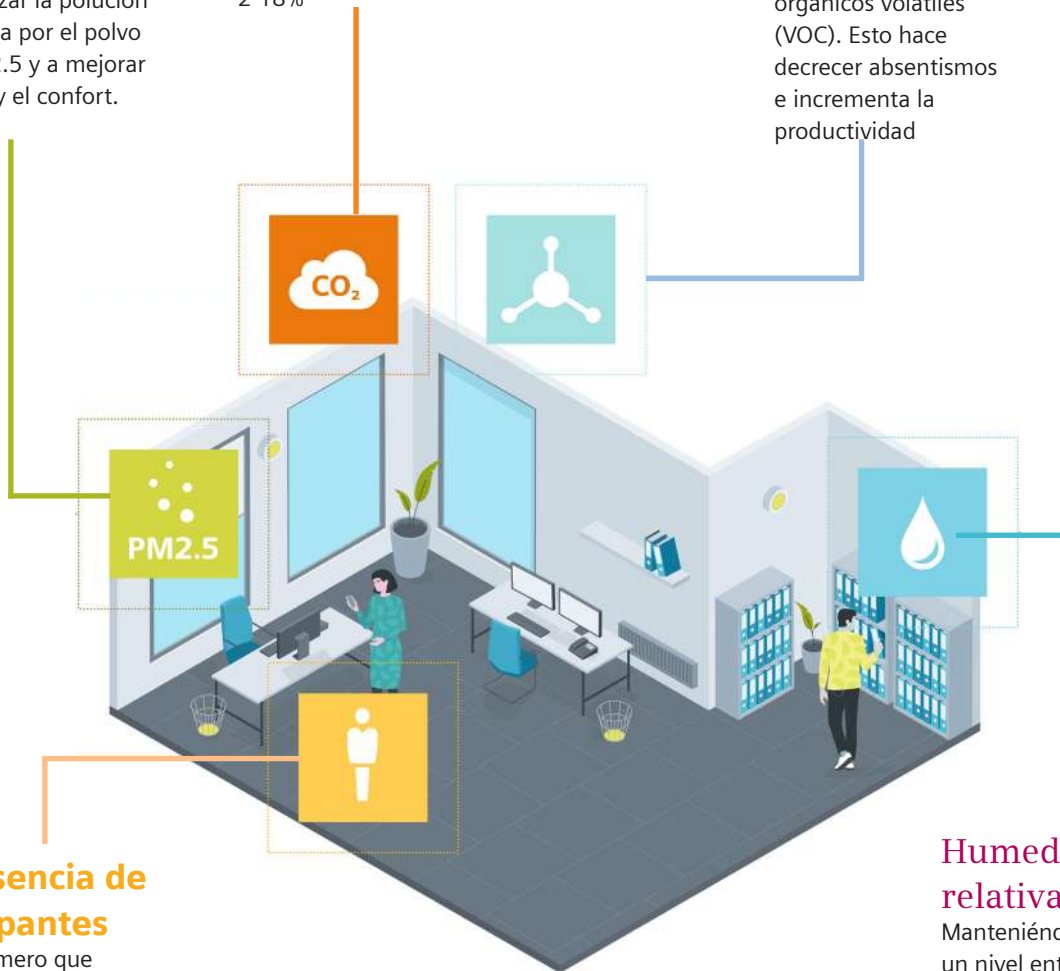 zar la polución
a por el polvo
.5 y a mejorar
y el confort.
2-18%
orgánicos volátiles
(VOC). Esto hace
decrecer absentismos
e incrementa la
productividad
CO₂
PM2.5
sencia de
pantes
mero que
Humed
relativa
Manteniénd
un nivel ent